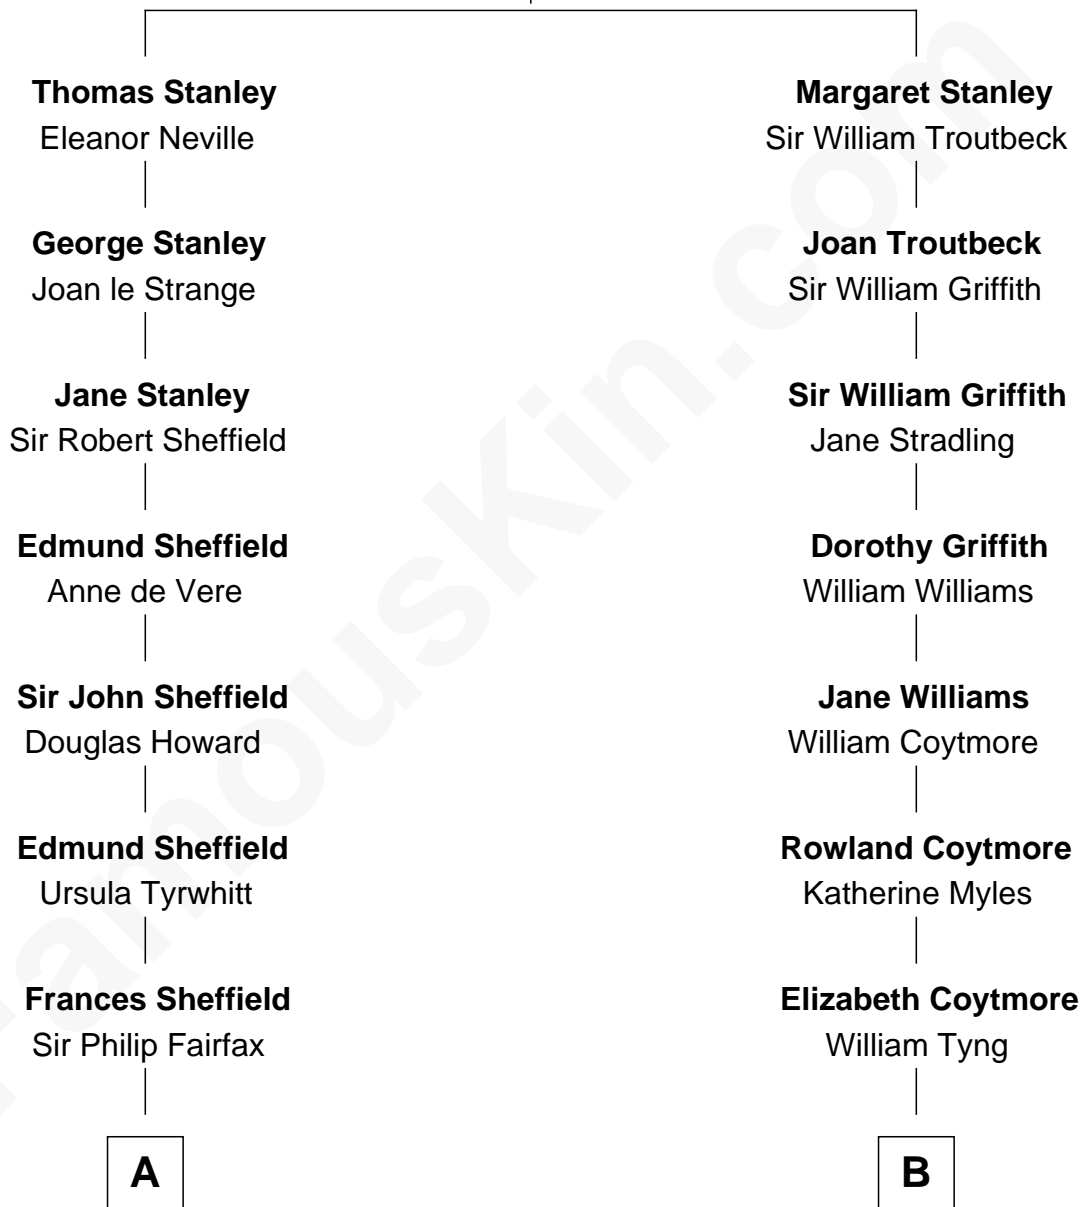 Thomas Stanley
Eleanor Neville
George Stanley
Joan le Strange
Jane Stanley
Sir Robert Sheffield
Edmund Sheffield
Anne de Vere
Sir John Sheffield
Douglas Howard
Edmund Sheffield
Ursula Tyrwhitt
Frances Sheffield
Sir Philip Fairfax
A
Margaret Stanley
Sir William Troutbeck
Joan Troutbeck
Sir William Griffith
Sir William Griffith
Jane Stradling
Dorothy Griffith
William Williams
Jane Williams
William Coytmore
Rowland Coytmore
Katherine Myles
Elizabeth Coytmore
William Tyng
B
FamousKin.com